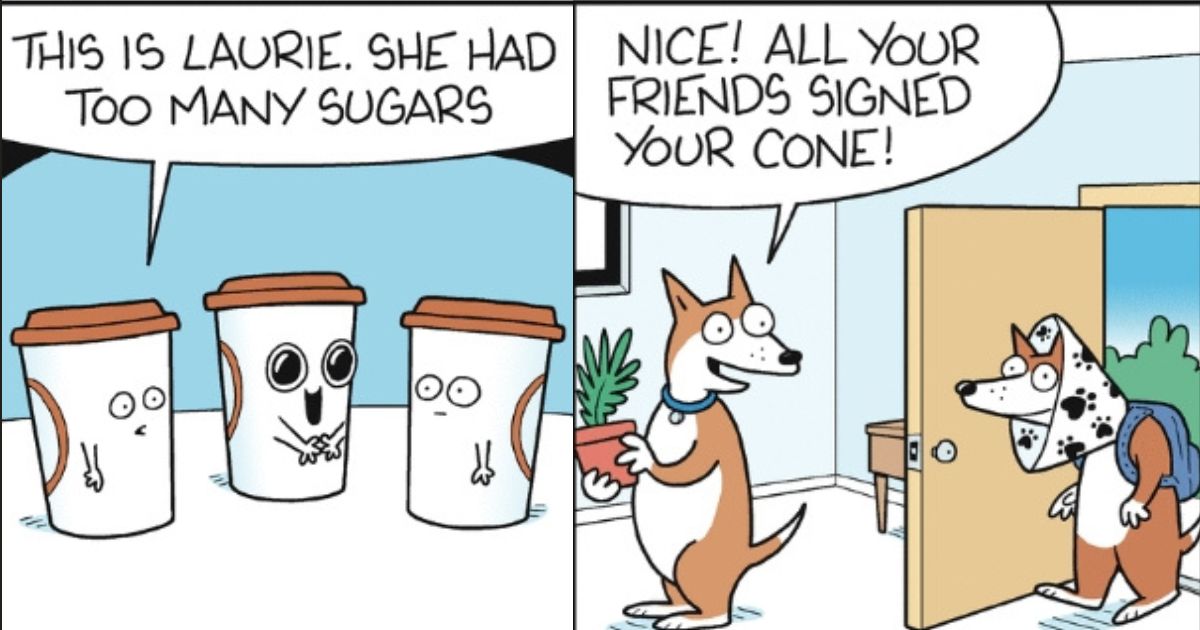 THIS IS LAURIE. SHE HAD
TOO MANY SUGARS
NICE! ALL YOUR
FRIENDS SIGNED
YOUR CONE!